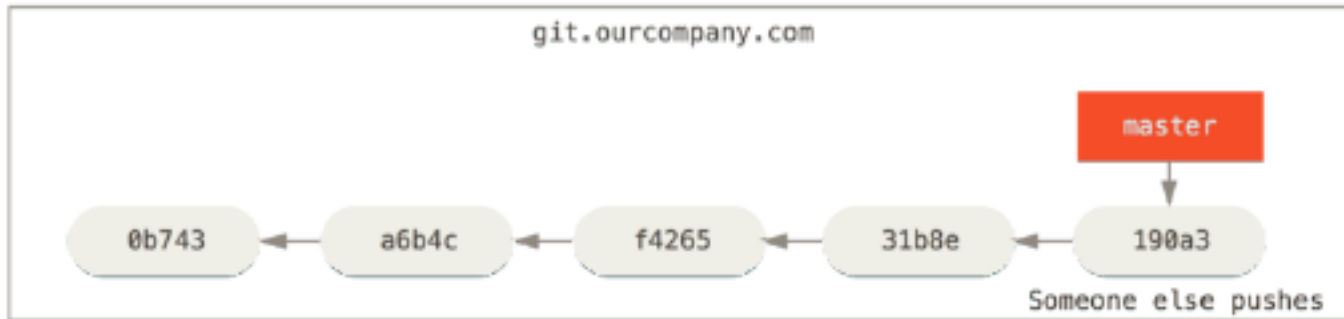 git.ourcompany.com
master
0b743
a6b4c
f4265
31b8e
190a3
Someone else pushes